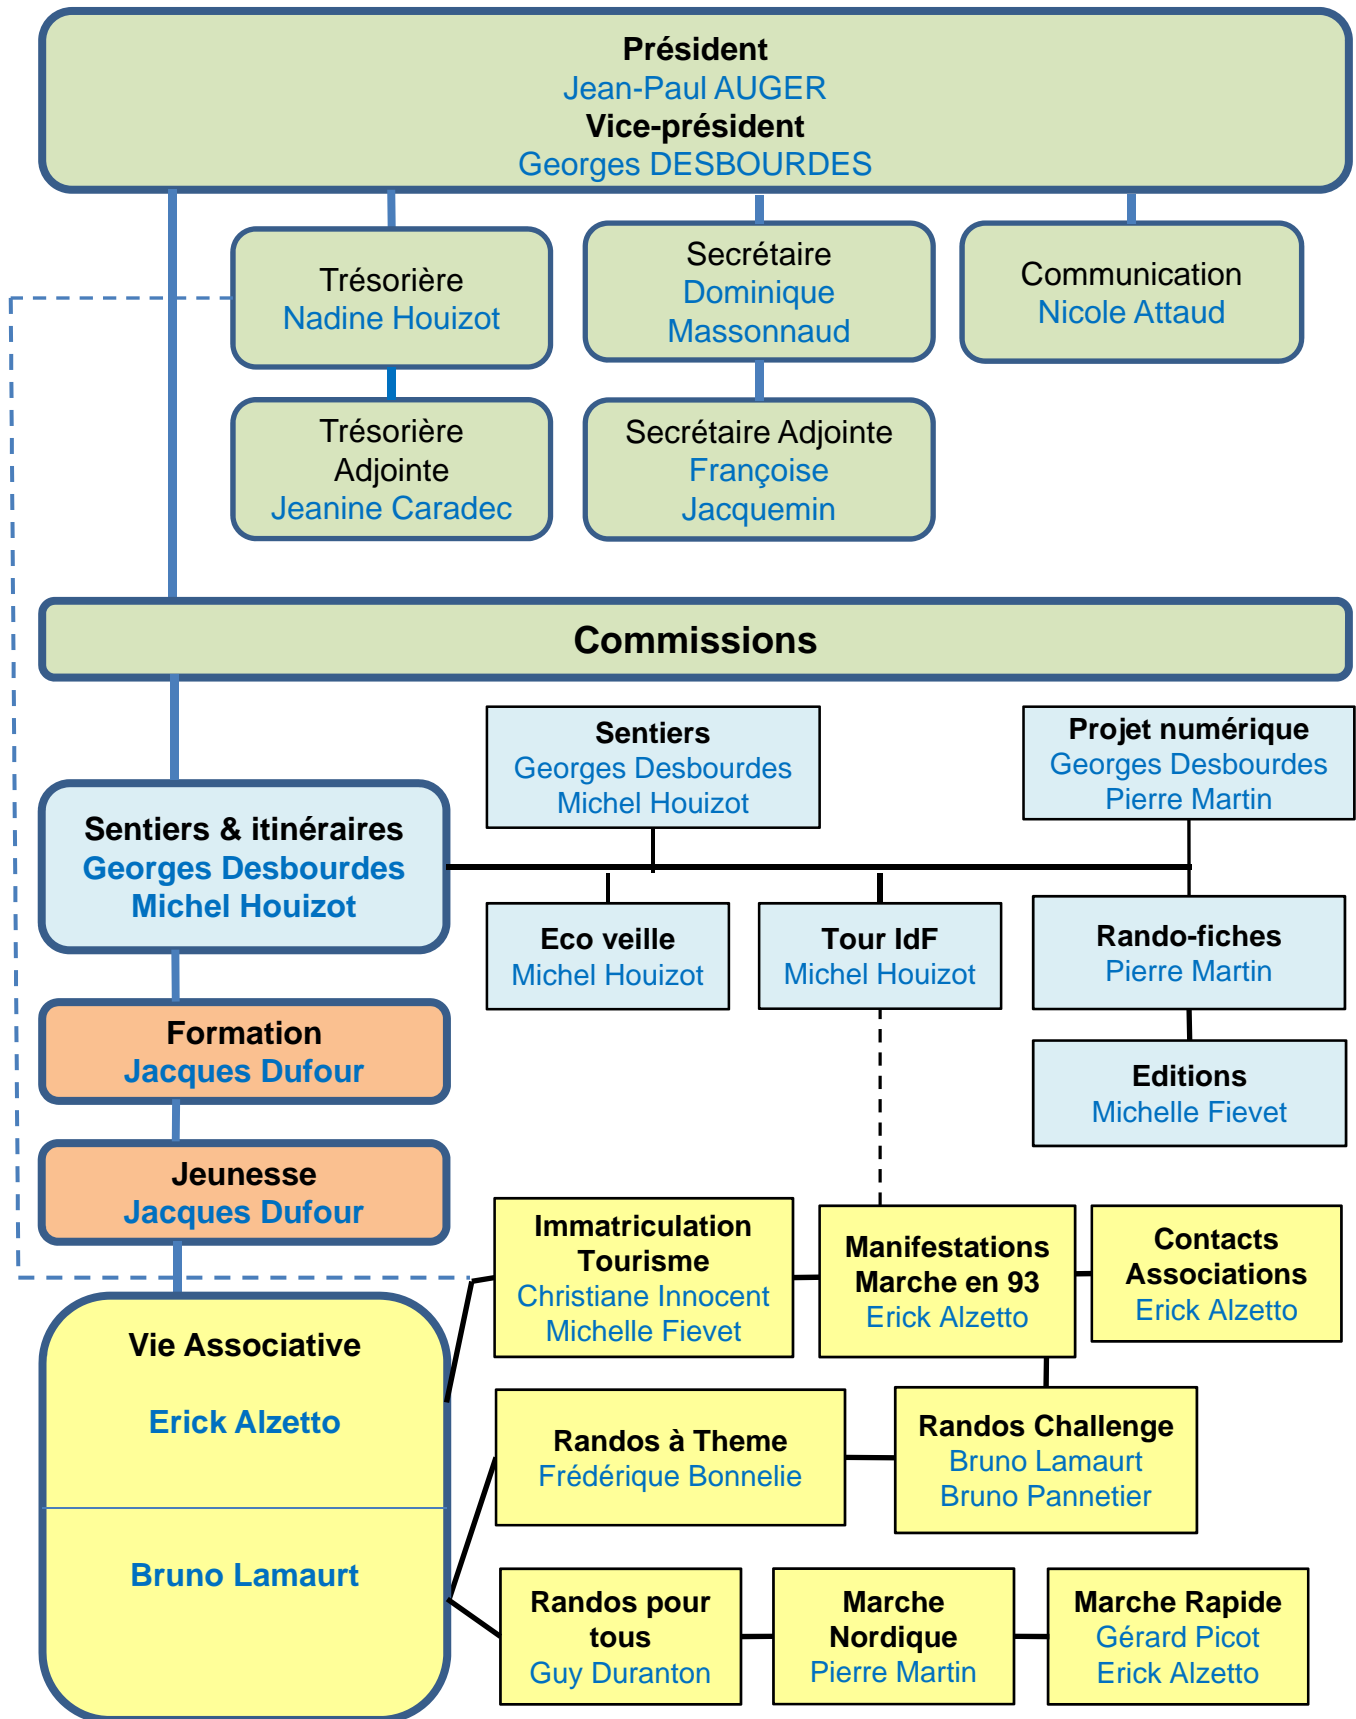 Président
Jean-Paul AUGER
Vice-président
Georges DESBOURDES
Trésorière
Nadine Houizot
Secrétaire
Dominique
Massonnaud
Communication
Nicole Attaud
Trésorière
Adjointe
Jeanine Caradec
Secrétaire Adjointe
Françoise
Jacquemin
Commissions
Sentiers
Georges Desbourdes
Michel Houizot
Projet numérique
Georges Desbourdes
Pierre Martin
Sentiers & itinéraires
Georges Desbourdes
Michel Houizot
Eco veille
Michel Houizot
Tour IdF
Michel Houizot
Rando-fiches
Pierre Martin
Formation
Jacques Dufour
Editions
Michelle Fievet
Jeunesse
Jacques Dufour
Immatriculation
Tourisme
Christiane Innocent
Michelle Fievet
Manifestations
Marche en 93
Erick Alzetto
Contacts
Associations
Erick Alzetto
Vie Associative
Erick Alzetto
Randos à Theme
Frédérique Bonnelie
Randos Challenge
Bruno Lamaurt
Bruno Pannetier
Bruno Lamaurt
Randos pour
tous
Guy Duranton
Marche
Nordique
Pierre Martin
Marche Rapide
Gérard Picot
Erick Alzetto